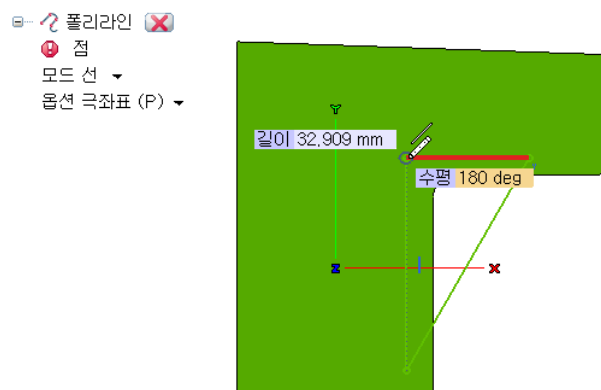 폴리라인
점
모드 선
옵션 극좌표 (P)
Y
길이 32,909 mm
수평 180 deg
Z X